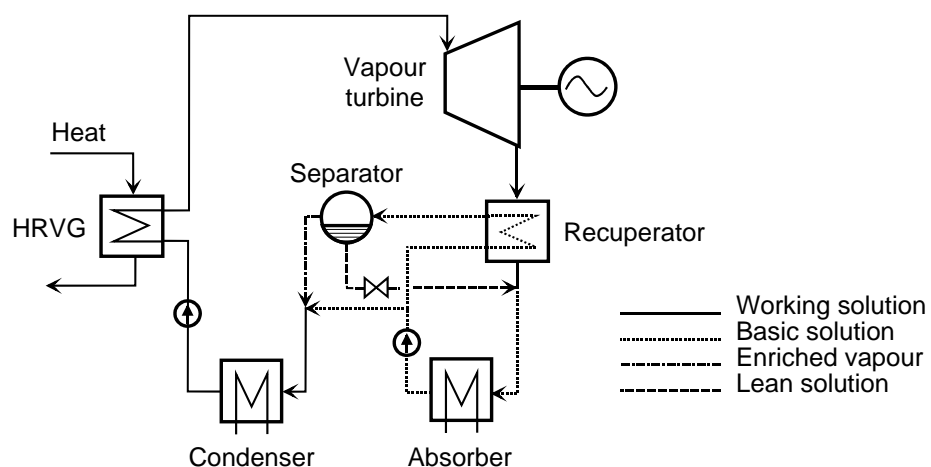 Vapour
turbine
Heat
Separator
HRVG
Recuperator
Working solution
Basic solution
Enriched vapour
Lean solution
Condenser
Absorber